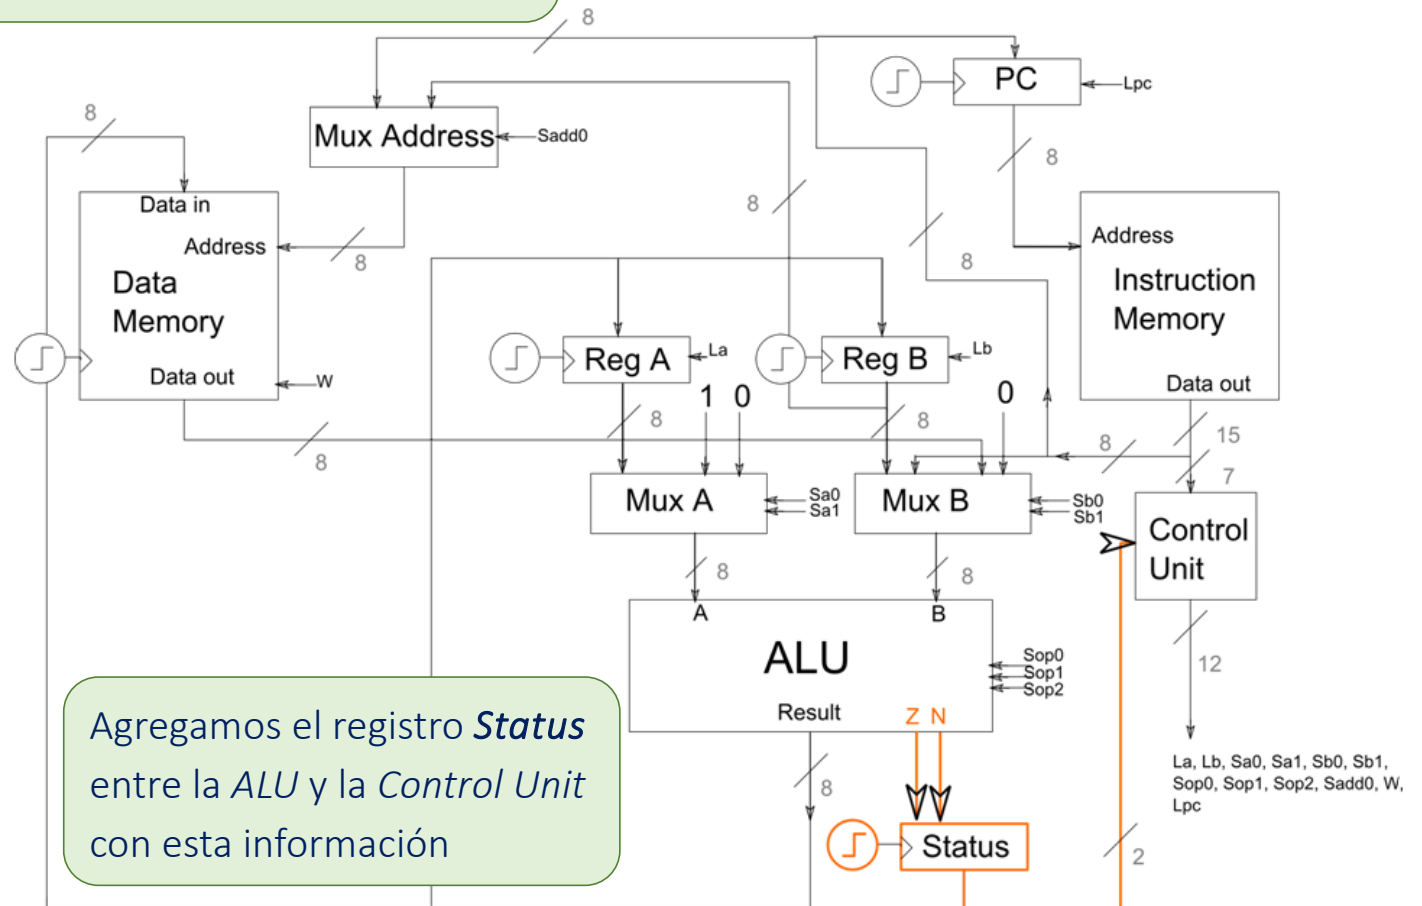 8
PC
Lpc
8
Mux Address
Sadd0
8
8
Data in
Address
8
8
8
Address
Data
Memory
Instruction
Memory
Reg A
La
Reg B
Lb
Data out
W
Data out
1 0
0
8
8
8
15
8
7
Mux A
Sa0
Sa1
Mux B
Sb0
Sb1
Control
Unit
8
8
A
B
ALU
Sop0
Sop1
Sop2
12
Result
Z N
Agregamos el registro Status
entre la ALU y la Control Unit
con esta información
La, Lb, Sa0, Sa1, Sb0, Sb1,
Sop0, Sop1, Sop2, Sadd0, W,
Lpc
8
Status
2